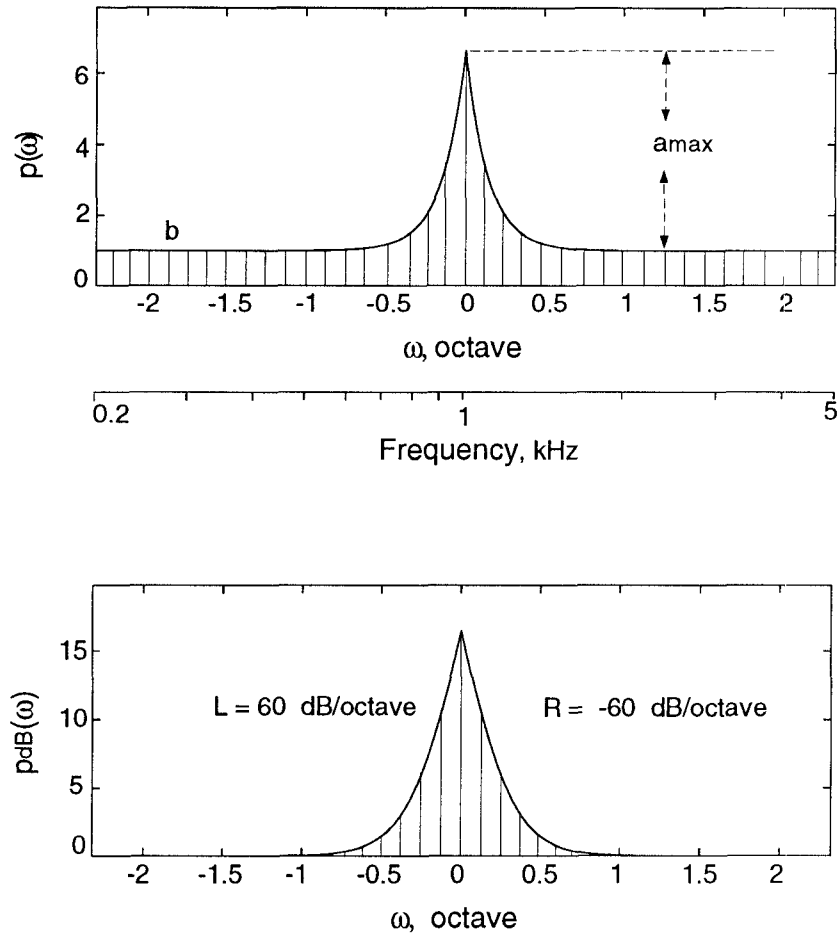 6
4
2
0
p(ω)
b
amax
-2 -1.5 -1 -0.5 0 0.5 1 1.5 2
ω, octave
0.2 1 5
Frequency, kHz
15
10
5
0
pdB(ω)
L = 60 dB/octave R = -60 dB/octave
-2 -1.5 -1 -0.5 0 0.5 1 1.5 2
ω, octave